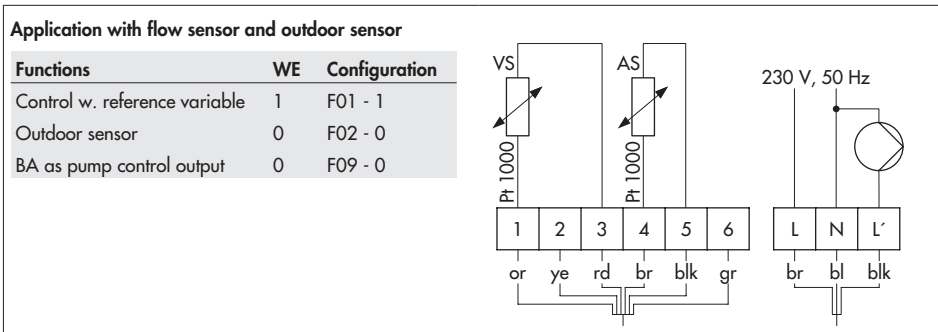 Application with flow sensor and outdoor sensor
Functions WE Configuration
Control w. reference variable 1 F01 - 1
Outdoor sensor 0 F02 - 0
BA as pump control output 0 F09 - 0
VS AS
230 V, 50 Hz
Pt 1000 Pt 1000
1 2 3 4 5 6 L N L´
or ye rd br blk gr br bl blk